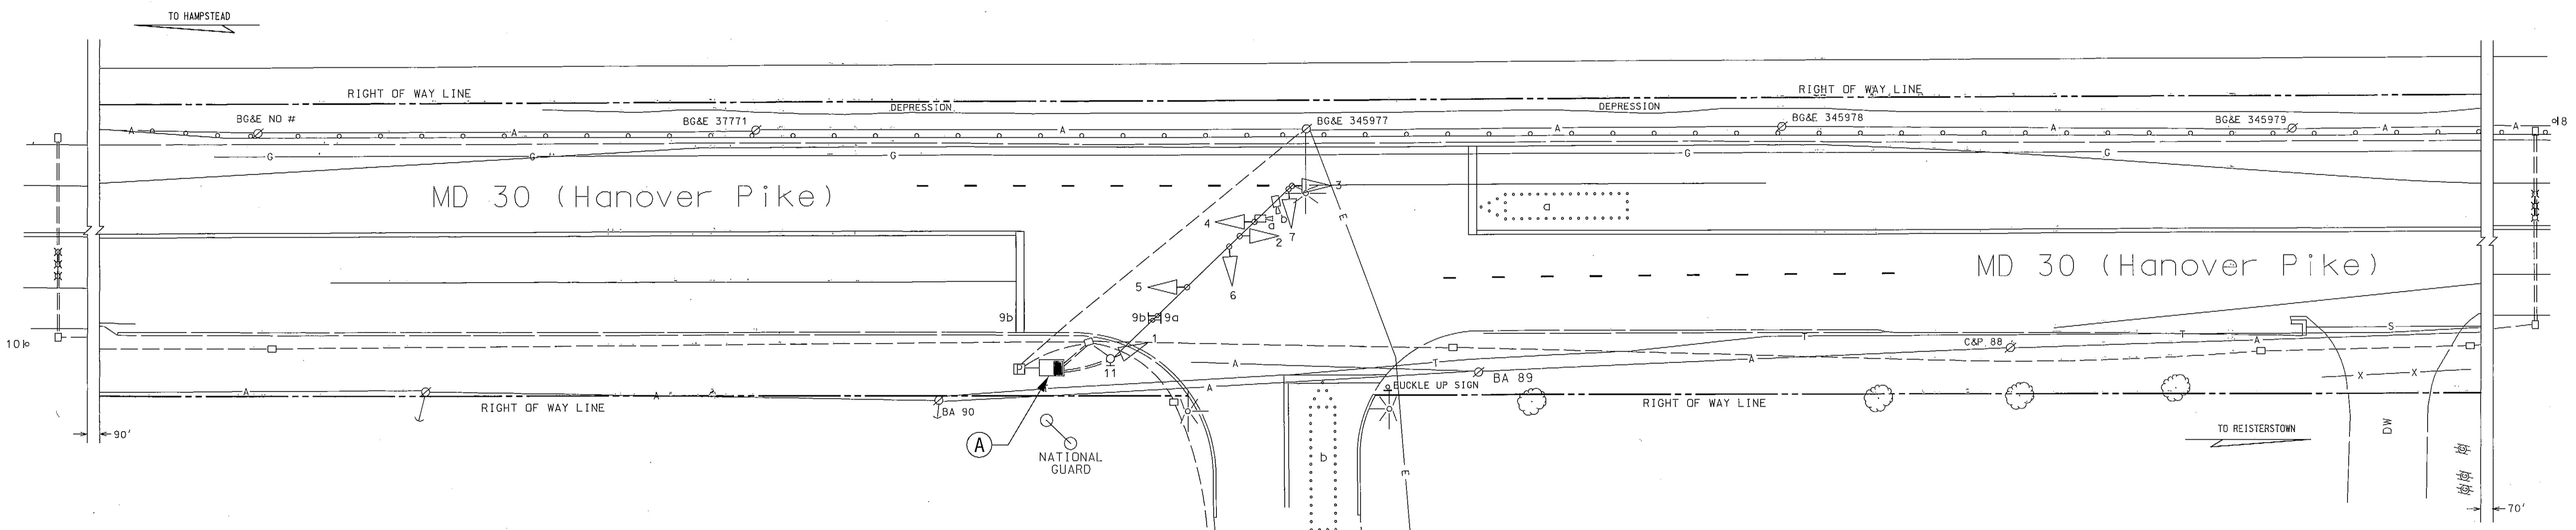 TO HAMPSTEAD
RIGHT OF WAY LINE
RIGHT OF WAY LINE
DEPRESSION
DEPRESSION
BG&E NO #
BG&E 37771
BG&E 345977
BG&E 345978
BG&E 345979
18
A
A
A
A
A
A
A
G
G
G
G
G
MD 30 (Hanover Pike)
3
a
b
a
4
2
7
E
6
5
MD 30 (Hanover Pike)
9b
9b
9a
10
1
P
11
A
T
T
T
S
C&P 88
A
A
A
A
A
BA 89
X
X
BUCKLE UP SIGN
RIGHT OF WAY LINE
BA 90
RIGHT OF WAY LINE
90'
A
NATIONAL
GUARD
b
E
TO REISTERSTOWN
DW
70'